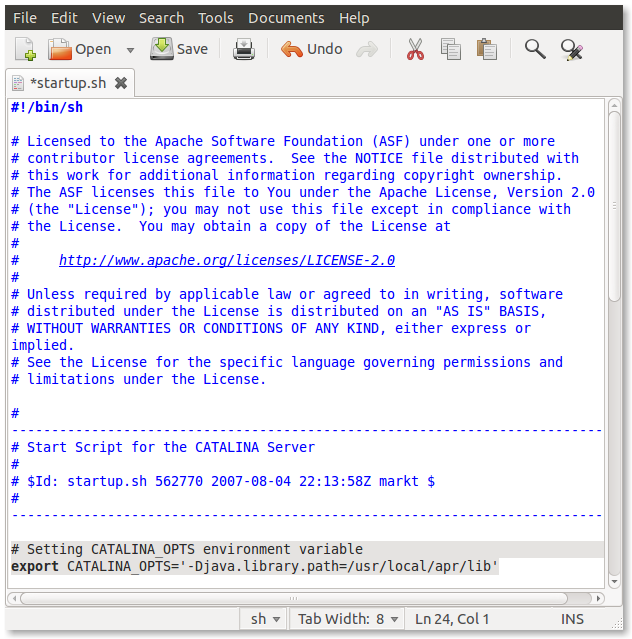 File Edit View Search Tools Documents Help
Open Save Undo
*startup.sh
#!/bin/sh
# Licensed to the Apache Software Foundation (ASF) under one or more
# contributor license agreements.  See the NOTICE file distributed with
# this work for additional information regarding copyright ownership.
# The ASF licenses this file to You under the Apache License, Version 2.0
# (the "License"); you may not use this file except in compliance with
# the License.  You may obtain a copy of the License at
#
#     http://www.apache.org/licenses/LICENSE-2.0
#
# Unless required by applicable law or agreed to in writing, software
# distributed under the License is distributed on an "AS IS" BASIS,
# WITHOUT WARRANTIES OR CONDITIONS OF ANY KIND, either express or
implied.
# See the License for the specific language governing permissions and
# limitations under the License.
#
-------------------------------------------------------------------------
# Start Script for the CATALINA Server
#
# $Id: startup.sh 562770 2007-08-04 22:13:58Z markt $
#
-------------------------------------------------------------------------
# Setting CATALINA_OPTS environment variable
export CATALINA_OPTS='-Djava.library.path=/usr/local/apr/lib'
sh Tab Width: 8 Ln 24, Col 1 INS